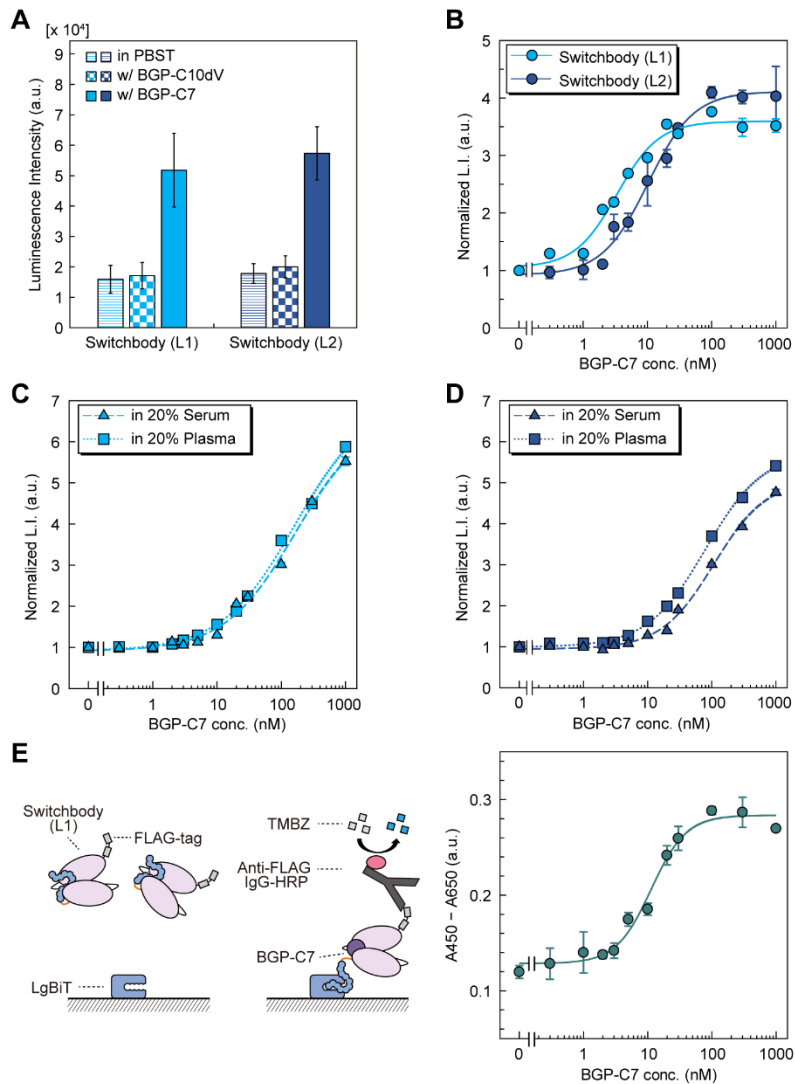 A
[x 10⁴]
Luminescence Intencsity (a.u.)
9
8
7
6
5
4
3
2
1
0
in PBST
w/ BGP-C10dV
w/ BGP-C7
Switchbody (L1)
Switchbody (L2)
B
Normalized L.I. (a.u.)
5
4
3
2
1
0
Switchbody (L1)
Switchbody (L2)
0
1
10
100
1000
BGP-C7 conc. (nM)
C
Normalized L.I. (a.u.)
7
6
5
4
3
2
1
0
in 20% Serum
in 20% Plasma
0
1
10
100
1000
BGP-C7 conc. (nM)
D
Normalized L.I. (a.u.)
7
6
5
4
3
2
1
0
in 20% Serum
in 20% Plasma
0
1
10
100
1000
BGP-C7 conc. (nM)
E
Switchbody
(L1)
FLAG-tag
LgBiT
TMBZ
Anti-FLAG
IgG-HRP
BGP-C7
A450 − A650 (a.u.)
0.3
0.2
0.1
0
1
10
100
1000
BGP-C7 conc. (nM)